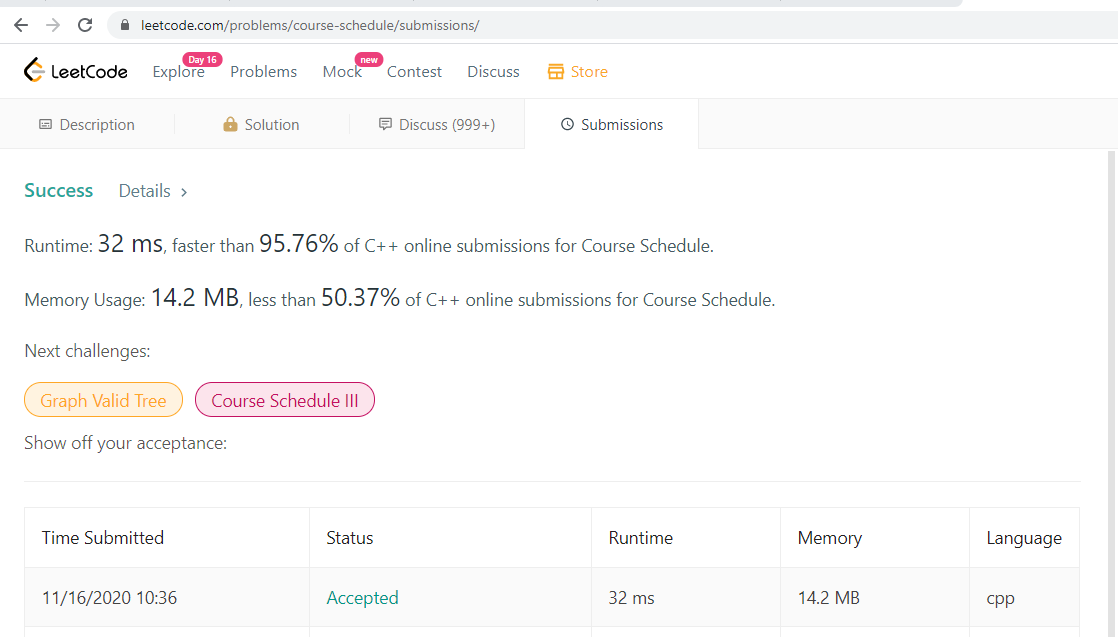 leetcode.com/problems/course-schedule/submissions/
LeetCode Explore Day 16 Problems Mock new Contest Discuss Store
Description Solution Discuss (999+) Submissions
Success Details >
Runtime: 32 ms, faster than 95.76% of C++ online submissions for Course Schedule.
Memory Usage: 14.2 MB, less than 50.37% of C++ online submissions for Course Schedule.
Next challenges:
Graph Valid Tree Course Schedule III
Show off your acceptance:
Time Submitted Status Runtime Memory Language
11/16/2020 10:36 Accepted 32 ms 14.2 MB cpp